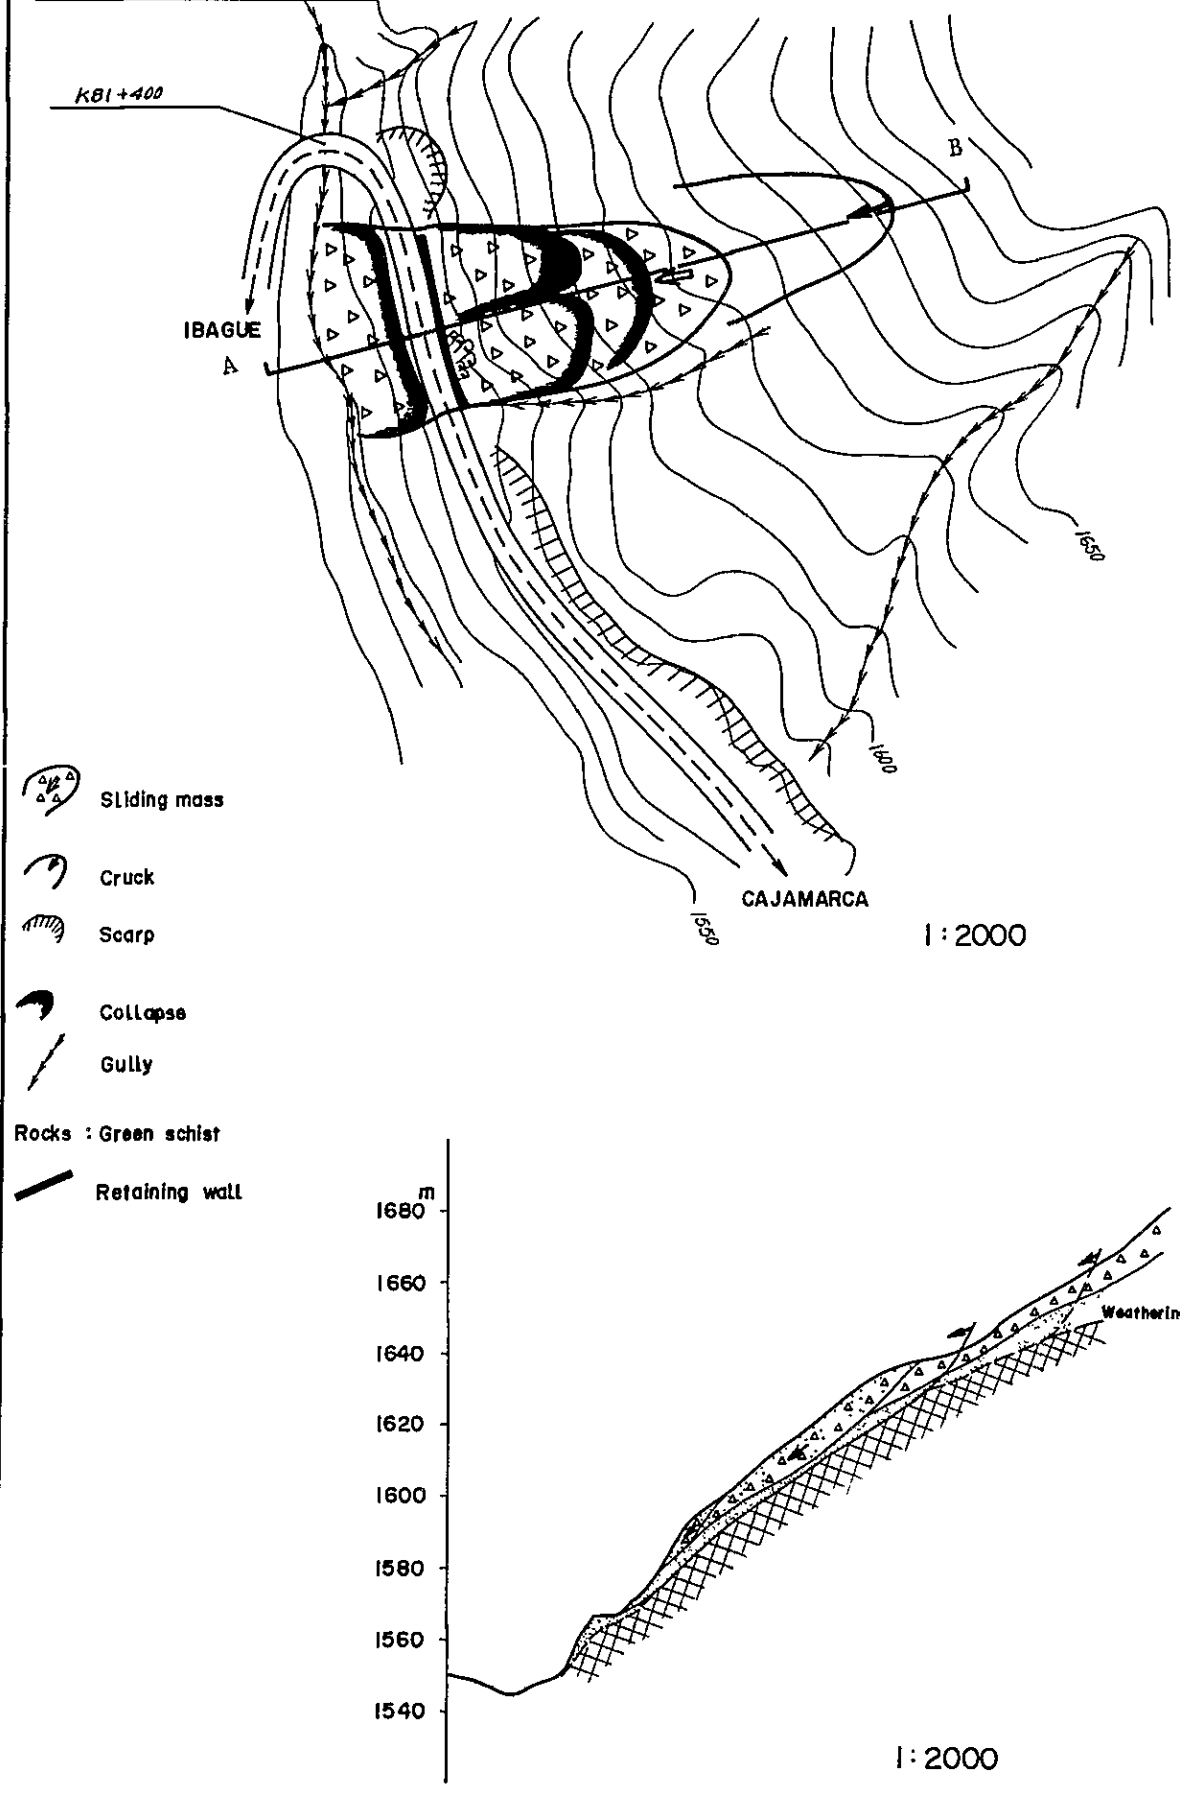 K81+400
B
IBAGUE
A
1650
1600
CAJAMARCA
1550
1:2000
Sliding mass
Cruck
Scarp
Collapse
Gully
Rocks : Green schist
Retaining wall
m
1680
1660
Weatherin
1640
1620
1600
1580
1560
1540
1:2000